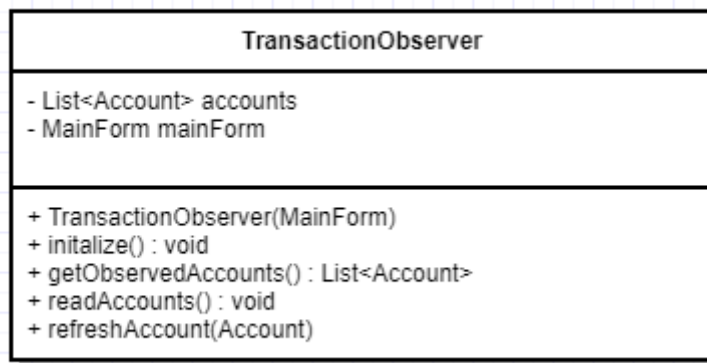 TransactionObserver
- List<Account> accounts
- MainForm mainForm
+ TransactionObserver(MainForm)
+ initalize() : void
+ getObservedAccounts() : List<Account>
+ readAccounts() : void
+ refreshAccount(Account)